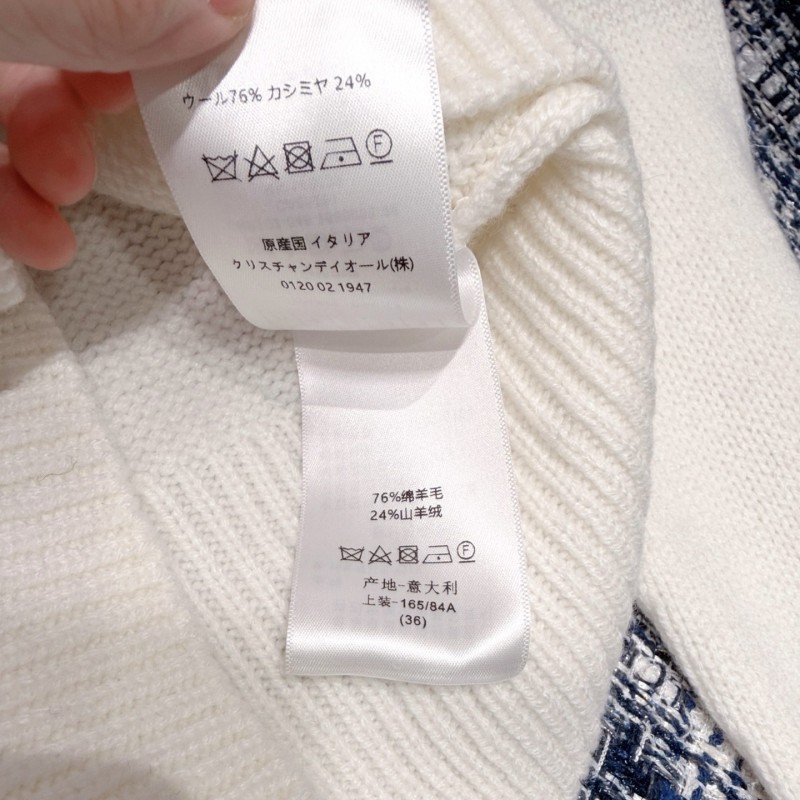 ウール76% カシミヤ 24%
F
原産国イタリア
クリスチャンデイオール(株)
0120 02 1947
76%绵羊毛
24%山羊绒
F
产地-意大利
上装-165/84A
(36)